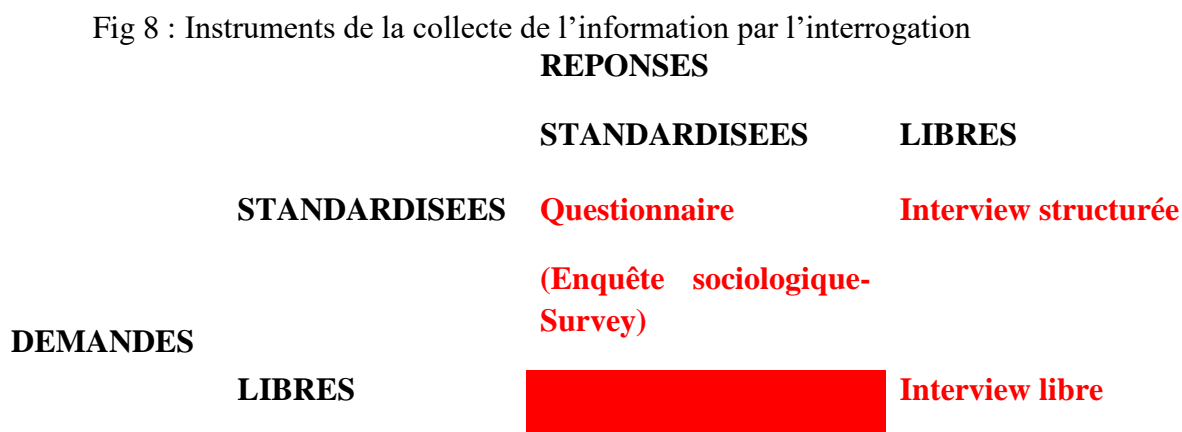 Fig 8 : Instruments de la collecte de l’information par l’interrogation
REPONSES
STANDARDISEES LIBRES
STANDARDISEES Questionnaire Interview structurée
(Enquête sociologique-
Survey)
DEMANDES
LIBRES Interview libre